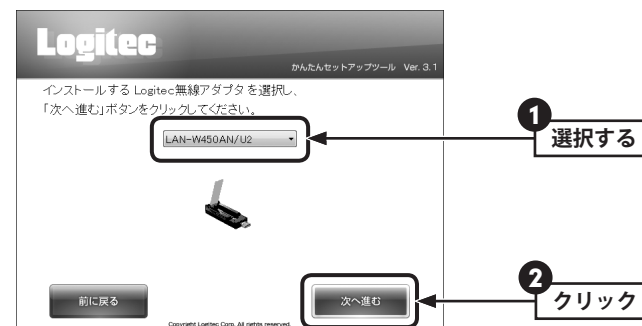 Logitec
かんたんセットアップツール Ver. 3.1
インストールする Logitec無線アダプタ を選択し、
「次へ進む」ボタンをクリックしてください。
LAN-W450AN/U2
1
選択する
前に戻る
次へ進む
2
クリック
Copyright Logitec Corp. All rights reserved.